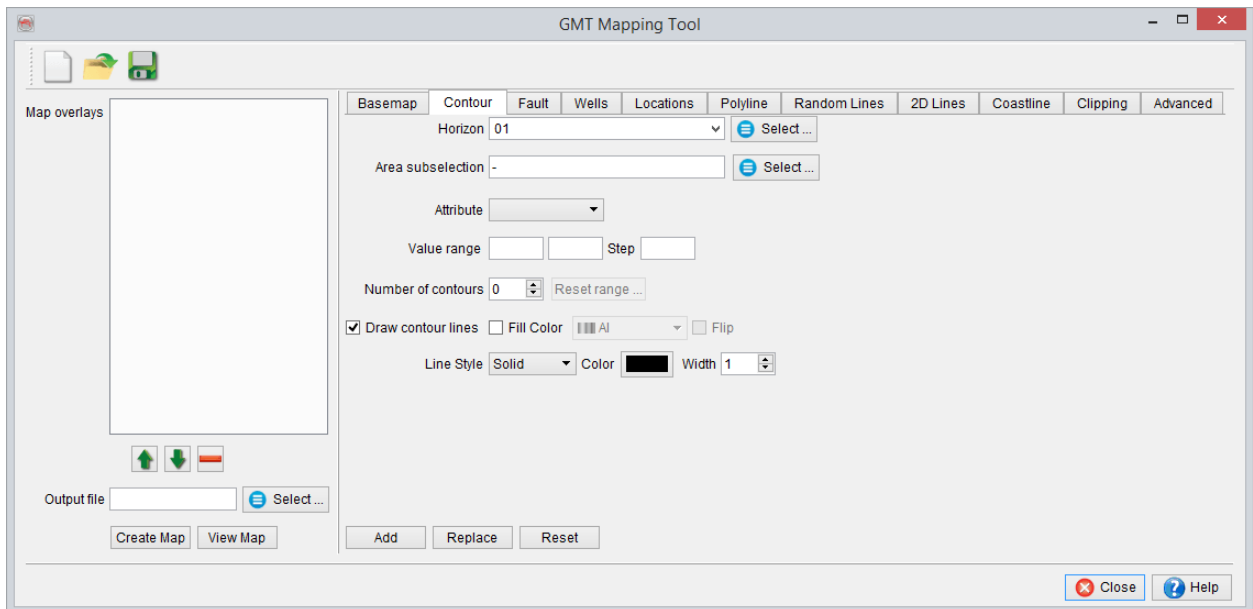 GMT Mapping Tool
Map overlays
Basemap Contour Fault Wells Locations Polyline Random Lines 2D Lines Coastline Clipping Advanced
Horizon 01 Select ...
Area subselection - Select ...
Attribute
Value range Step
Number of contours 0 Reset range ...
Draw contour lines Fill Color AI Flip
Line Style Solid Color Width 1
Output file Select ...
Create Map View Map Add Replace Reset
Close Help